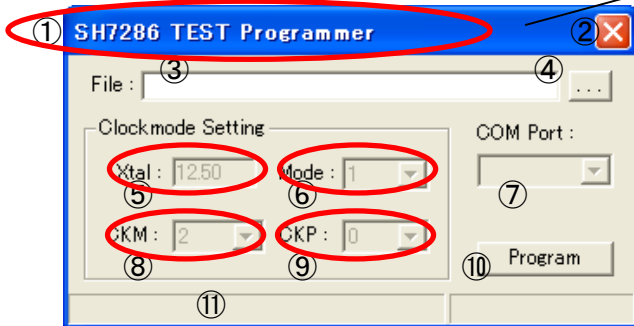 ① SH7286 TEST Programmer ②
③ ④
File : ...
Clockmode Setting COM Port :
Xtal : 12.50 Mode : 1
⑤ ⑥ ⑦
CKM : 2 CKP : 0
⑧ ⑨ ⑩ Program
⑪